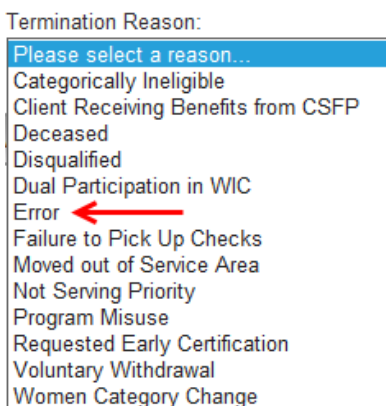 Termination Reason:
Please select a reason...
Categorically Ineligible
Client Receiving Benefits from CSFP
Deceased
Disqualified
Dual Participation in WIC
Error
Failure to Pick Up Checks
Moved out of Service Area
Not Serving Priority
Program Misuse
Requested Early Certification
Voluntary Withdrawal
Women Category Change